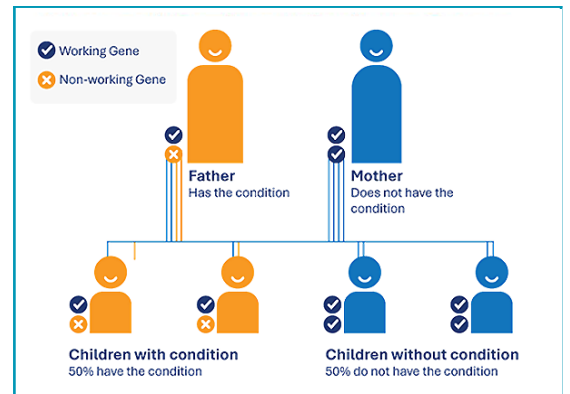 Working Gene
Non-working Gene
Father
Has the condition
Mother
Does not have the
condition
Children with condition
50% have the condition
Children without condition
50% do not have the condition